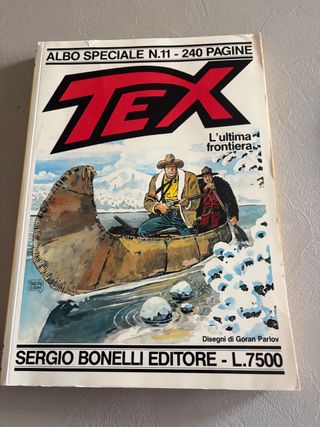 ALBO SPECIALE N.11 - 240 PAGINE
TEX
L'ultima
frontiera
Disegni di Goran Parlov
SERGIO BONELLI EDITORE - L.7500